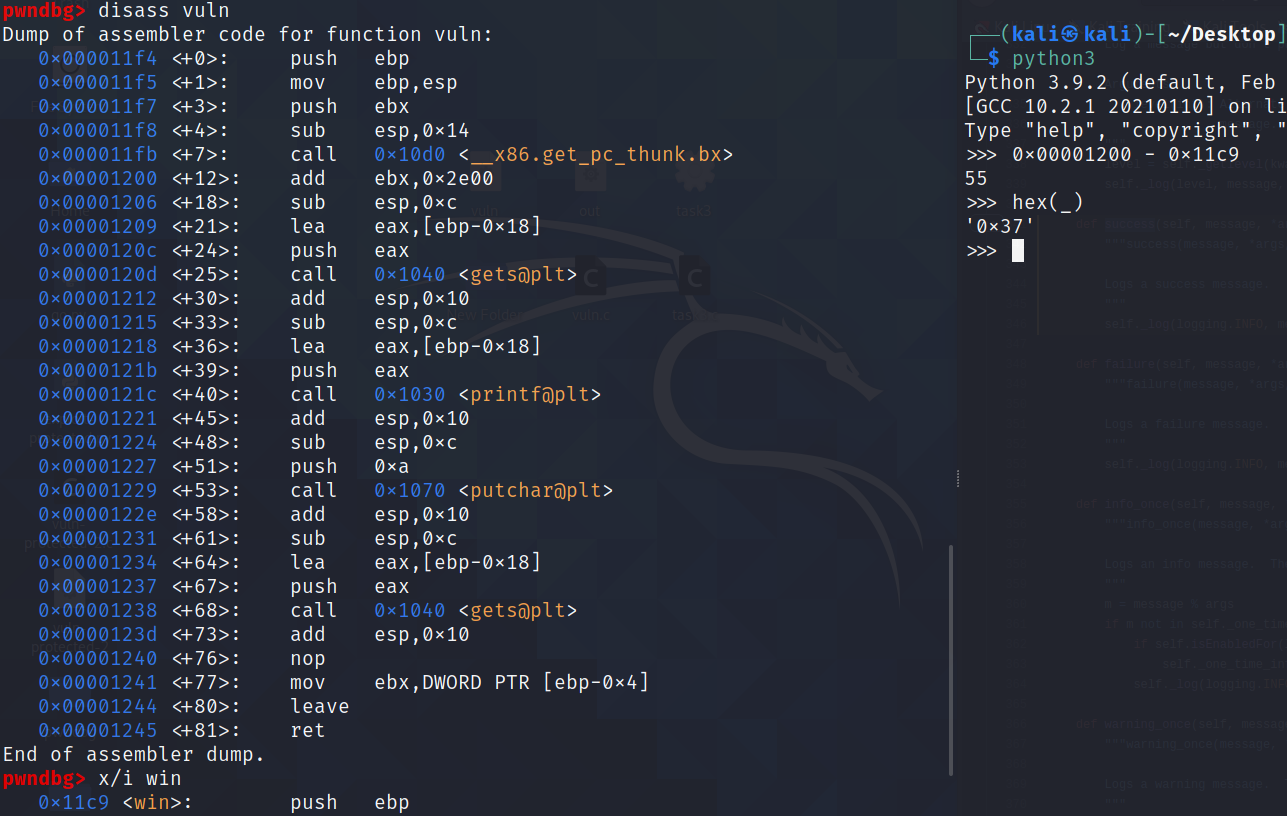 pwndbg> disass vuln
Dump of assembler code for function vuln:
0x000011f4 <+0>: push ebp
0x000011f5 <+1>: mov ebp,esp
0x000011f7 <+3>: push ebx
0x000011f8 <+4>: sub esp,0x14
0x000011fb <+7>: call 0x10d0 <__x86.get_pc_thunk.bx>
0x00001200 <+12>: add ebx,0x2e00
0x00001206 <+18>: sub esp,0xc
0x00001209 <+21>: lea eax,[ebp-0x18]
0x0000120c <+24>: push eax
0x0000120d <+25>: call 0x1040 <gets@plt>
0x00001212 <+30>: add esp,0x10
0x00001215 <+33>: sub esp,0xc
0x00001218 <+36>: lea eax,[ebp-0x18]
0x0000121b <+39>: push eax
0x0000121c <+40>: call 0x1030 <printf@plt>
0x00001221 <+45>: add esp,0x10
0x00001224 <+48>: sub esp,0xc
0x00001227 <+51>: push 0xa
0x00001229 <+53>: call 0x1070 <putchar@plt>
0x0000122e <+58>: add esp,0x10
0x00001231 <+61>: sub esp,0xc
0x00001234 <+64>: lea eax,[ebp-0x18]
0x00001237 <+67>: push eax
0x00001238 <+68>: call 0x1040 <gets@plt>
0x0000123d <+73>: add esp,0x10
0x00001240 <+76>: nop
0x00001241 <+77>: mov ebx,DWORD PTR [ebp-0x4]
0x00001244 <+80>: leave
0x00001245 <+81>: ret
End of assembler dump.
pwndbg> x/i win
0x11c9 <win>: push ebp
(kali㉿kali)-[~/Desktop]
$ python3
Python 3.9.2 (default, Feb
[GCC 10.2.1 20210110] on li
Type "help", "copyright", "
>>> 0x00001200 - 0x11c9
55
>>> hex(_)
'0x37'
>>>